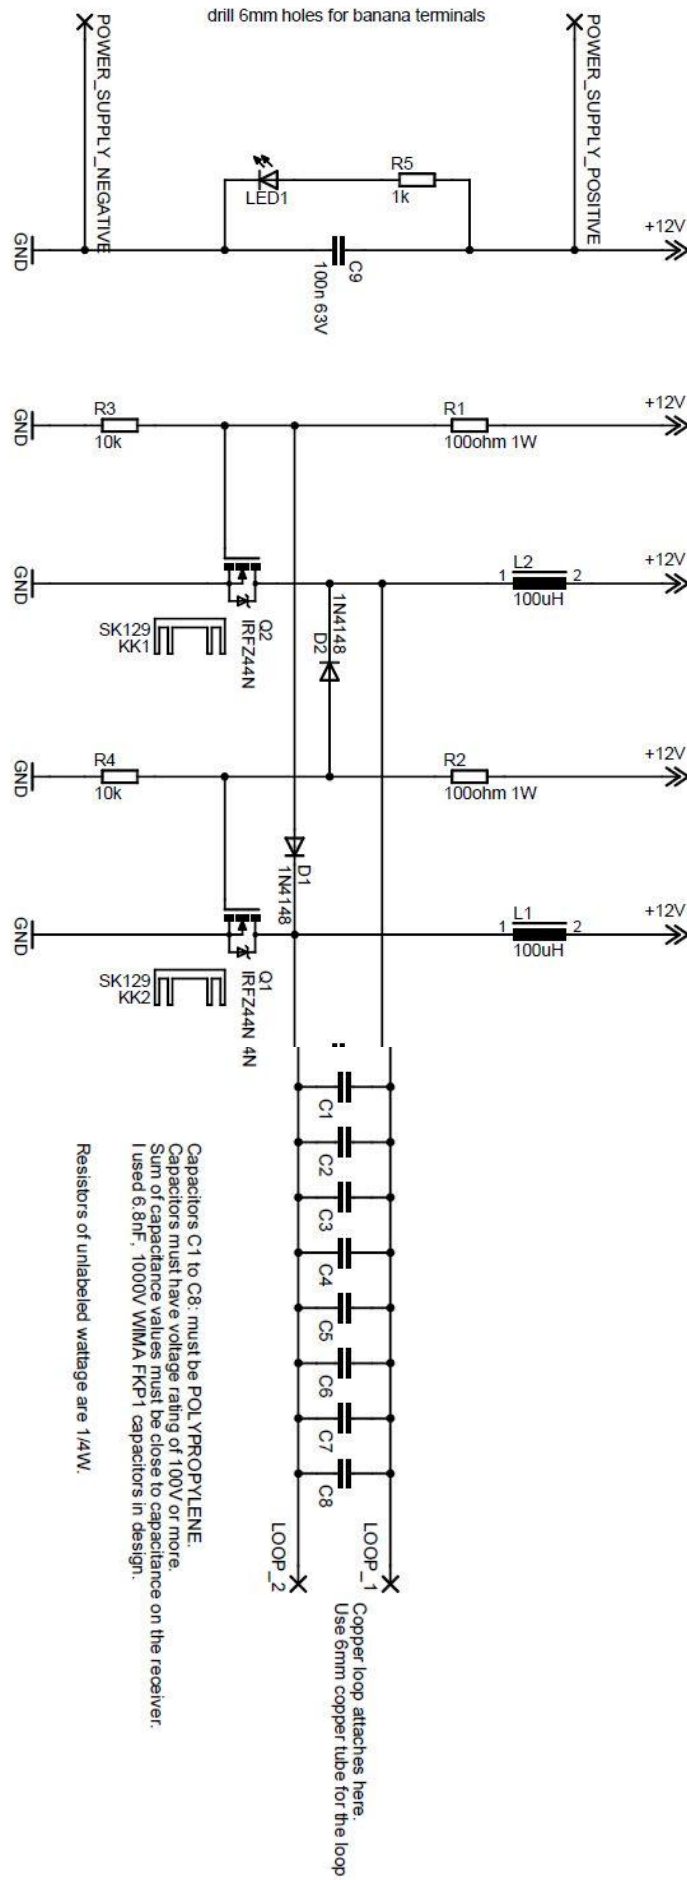 drill 6mm holes for banana terminals
POWER_SUPPLY_NEGATIVE
POWER_SUPPLY_POSITIVE
R5
1k
LED1
+12V
GND
C9
100n 63V
R3
10k
R1
100ohm 1W
+12V
GND
L2
1 2
100uH
+12V
GND
Q2
IRFZ44N
SK129
KK1
1N4148
D2
R4
10k
R2
100ohm 1W
+12V
GND
D1
1N4148
L1
1 2
100uH
+12V
GND
Q1
IRFZ44N 4N
SK129
KK2
C1
C2
C3
C4
C5
C6
C7
C8
LOOP_1
LOOP_2
Copper loop attaches here.
Use 6mm copper tube for the loop
Capacitors C1 to C8: must be POLYPROPYLENE.
Capacitors must have voltage rating of 100V or more.
Sum of capacitance values must be close to capacitance on the receiver.
I used 6.8nF, 1000V WIMA FKP1 capacitors in design.
Resistors of unlabeled wattage are 1/4W.